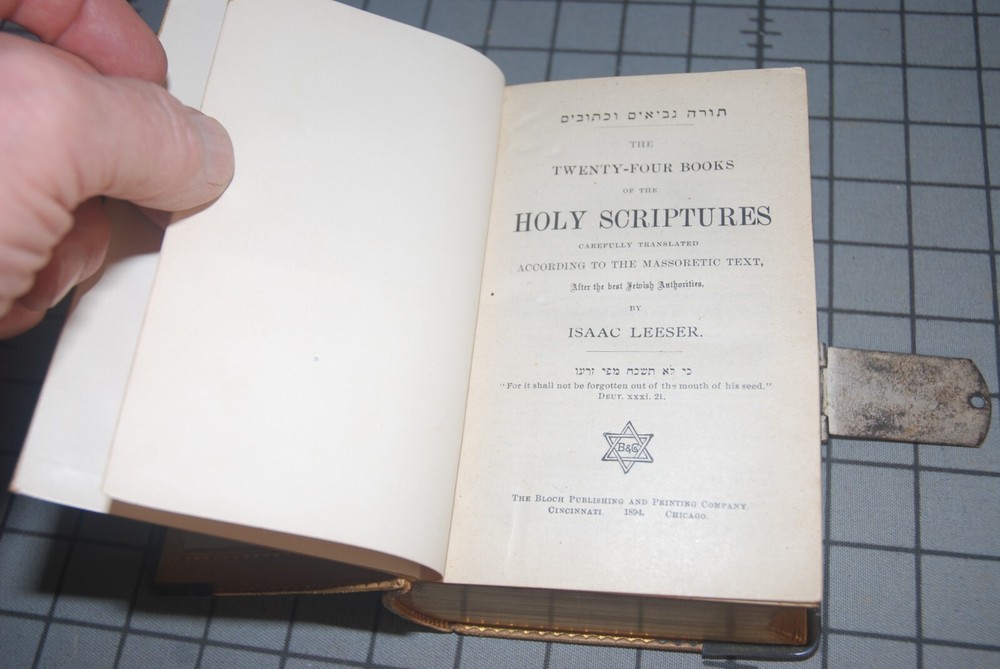 תורה נביאים וכתובים
THE
TWENTY-FOUR BOOKS
OF THE
HOLY SCRIPTURES
CAREFULLY TRANSLATED
ACCORDING TO THE MASSORETIC TEXT,
After the best Jewish Authorities,
BY
ISAAC LEESER.
כי לא תשכח מפי זרעו
"For it shall not be forgotten out of the mouth of his seed."
DEUT. xxxi. 21.
B&Co
THE BLOCH PUBLISHING AND PRINTING COMPANY
CINCINNATI. 1894. CHICAGO.